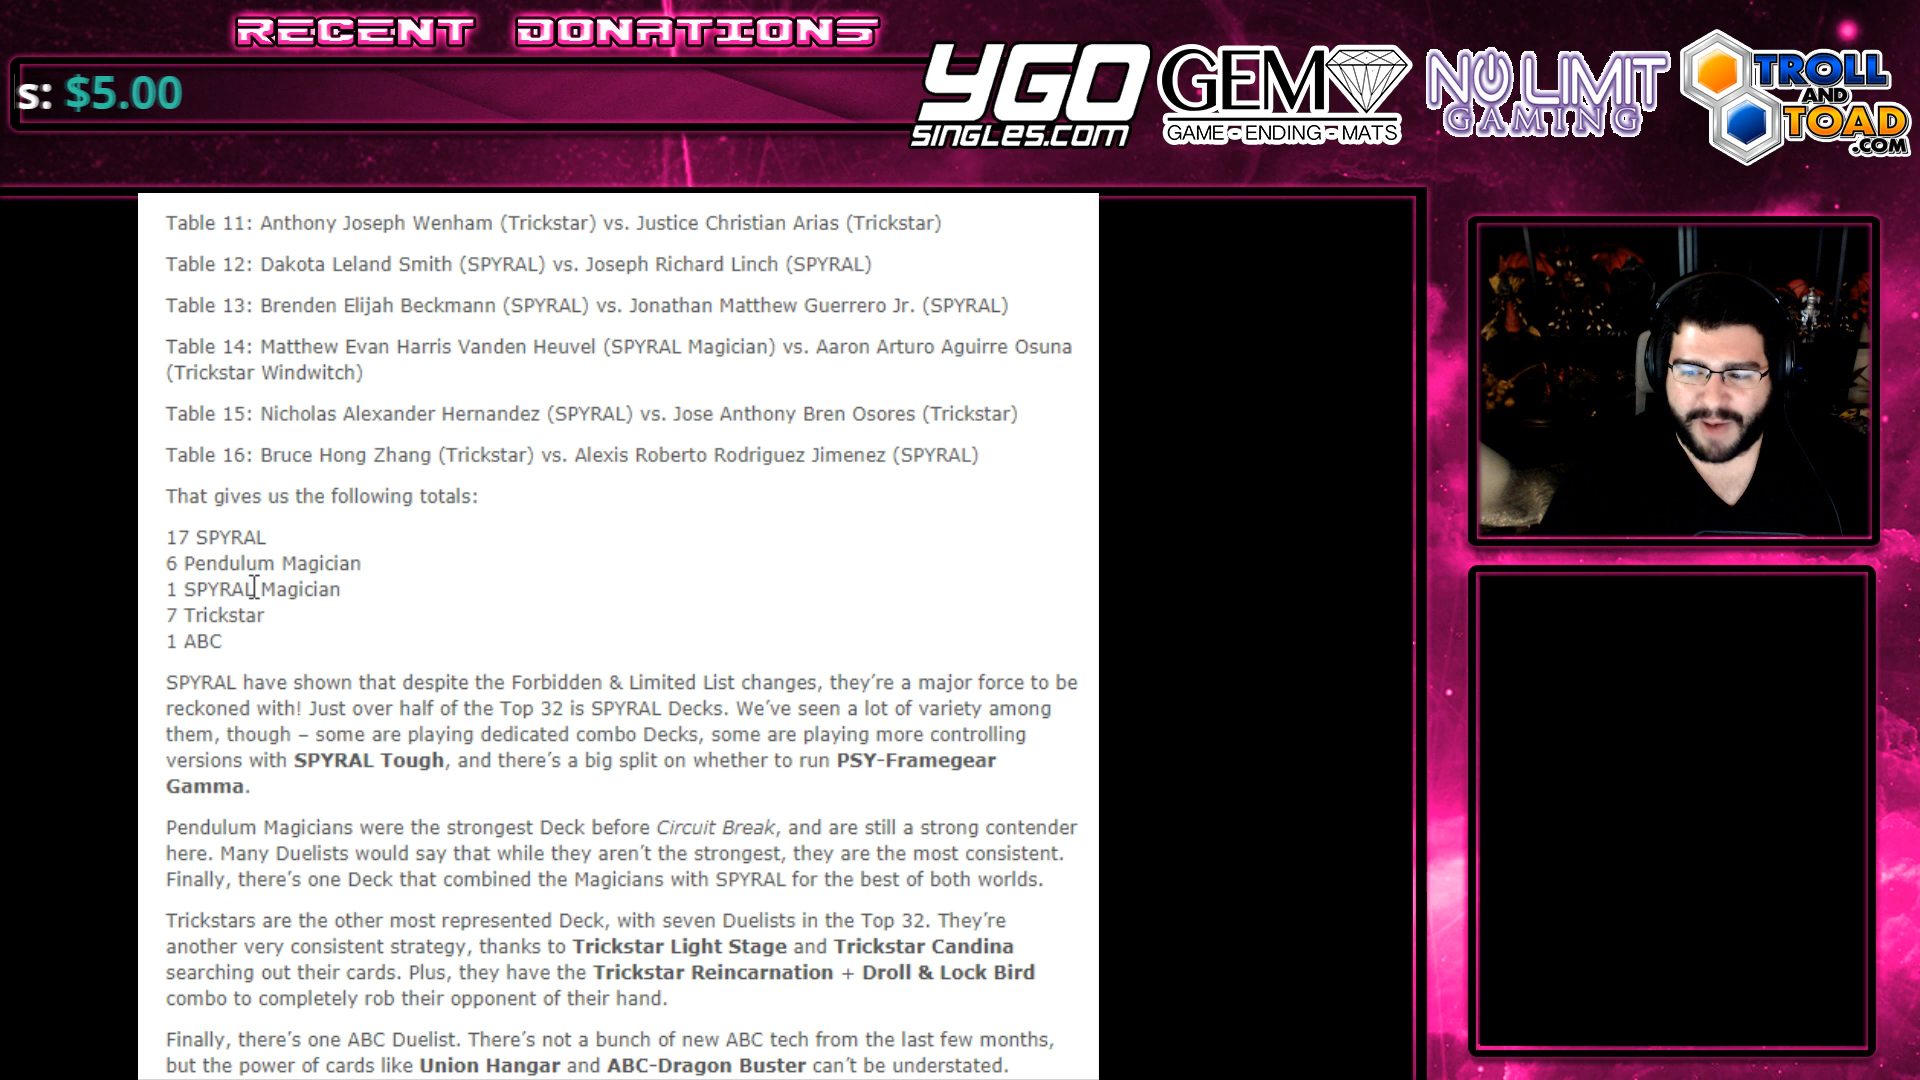 RECENT DONATIONS
s: $5.00
YGO
SINGLES.COM
GEM
GAME-ENDING-MATS
NO LIMIT
GAMING
TROLL
AND
TOAD
.COM
Table 11: Anthony Joseph Wenham (Trickstar) vs. Justice Christian Arias (Trickstar)
Table 12: Dakota Leland Smith (SPYRAL) vs. Joseph Richard Linch (SPYRAL)
Table 13: Brenden Elijah Beckmann (SPYRAL) vs. Jonathan Matthew Guerrero Jr. (SPYRAL)
Table 14: Matthew Evan Harris Vanden Heuvel (SPYRAL Magician) vs. Aaron Arturo Aguirre Osuna
(Trickstar Windwitch)
Table 15: Nicholas Alexander Hernandez (SPYRAL) vs. Jose Anthony Bren Osores (Trickstar)
Table 16: Bruce Hong Zhang (Trickstar) vs. Alexis Roberto Rodriguez Jimenez (SPYRAL)
That gives us the following totals:
17 SPYRAL
6 Pendulum Magician
1 SPYRAL Magician
7 Trickstar
1 ABC
SPYRAL have shown that despite the Forbidden & Limited List changes, they're a major force to be
reckoned with! Just over half of the Top 32 is SPYRAL Decks. We've seen a lot of variety among
them, though – some are playing dedicated combo Decks, some are playing more controlling
versions with SPYRAL Tough, and there's a big split on whether to run PSY-Framegear
Gamma.
Pendulum Magicians were the strongest Deck before Circuit Break, and are still a strong contender
here. Many Duelists would say that while they aren't the strongest, they are the most consistent.
Finally, there's one Deck that combined the Magicians with SPYRAL for the best of both worlds.
Trickstars are the other most represented Deck, with seven Duelists in the Top 32. They're
another very consistent strategy, thanks to Trickstar Light Stage and Trickstar Candina
searching out their cards. Plus, they have the Trickstar Reincarnation + Droll & Lock Bird
combo to completely rob their opponent of their hand.
Finally, there's one ABC Duelist. There's not a bunch of new ABC tech from the last few months,
but the power of cards like Union Hangar and ABC-Dragon Buster can't be understated.